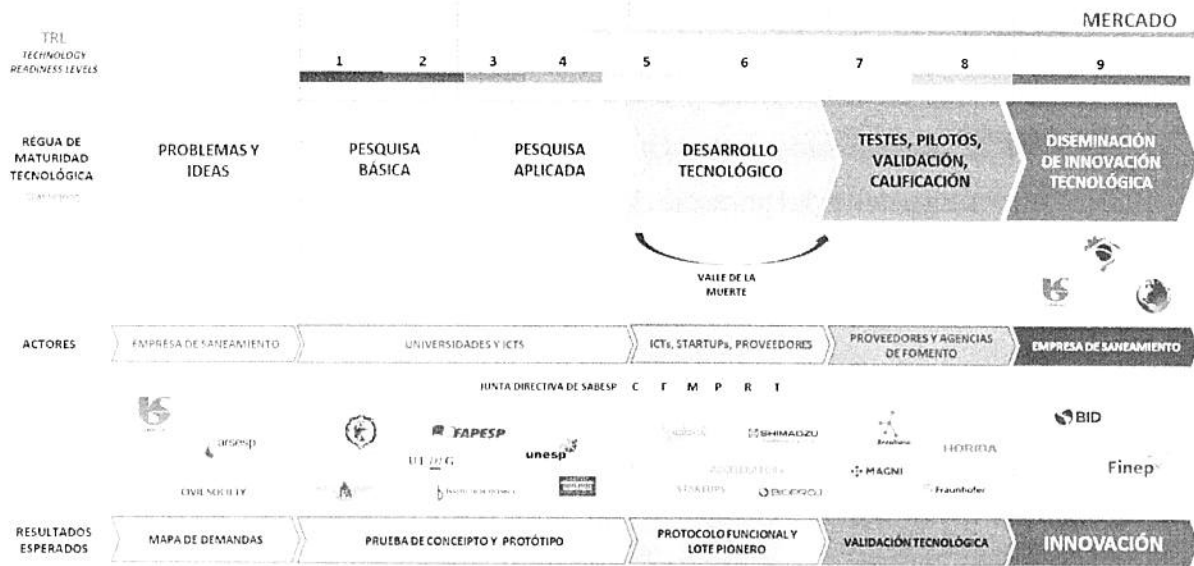 MERCADO
TRL
TECHNOLOGY
READINESS LEVELS
1 2 3 4 5 6 7 8 9
RÉGUA DE
MATURIDAD
TECNOLÓGICA
PROBLEMAS Y
IDEAS
PESQUISA
BÁSICA
PESQUISA
APLICADA
DESARROLLO
TECNOLÓGICO
TESTES, PILOTOS,
VALIDACIÓN,
CALIFICACIÓN
DISEMINACIÓN
DE INNOVACIÓN
TECNOLÓGICA
VALLE DE LA
MUERTE
ACTORES
EMPRESA DE SANEAMIENTO
UNIVERSIDADES Y ICTS
ICTs, STARTUPs, PROVEEDORES
PROVEEDORES Y AGENCIAS
DE FOMENTO
EMPRESA DE SANEAMIENTO
JUNTA DIRECTIVA DE SABESP C F M P R T
arsesp
CIVIL SOCIETY
FAPESP
unesp
SHIMADZU
STARTUPS
BIOPROJ
Brasiliana
HORIBA
MAGNI
Fraunhofer
BID
Finep
RESULTADOS
ESPERADOS
MAPA DE DEMANDAS
PRUEBA DE CONCEIPTO Y PROTÓTIPO
PROTOCOLO FUNCIONAL Y
LOTE PIONERO
VALIDACIÓN TECNOLÓGICA
INNOVACIÓN